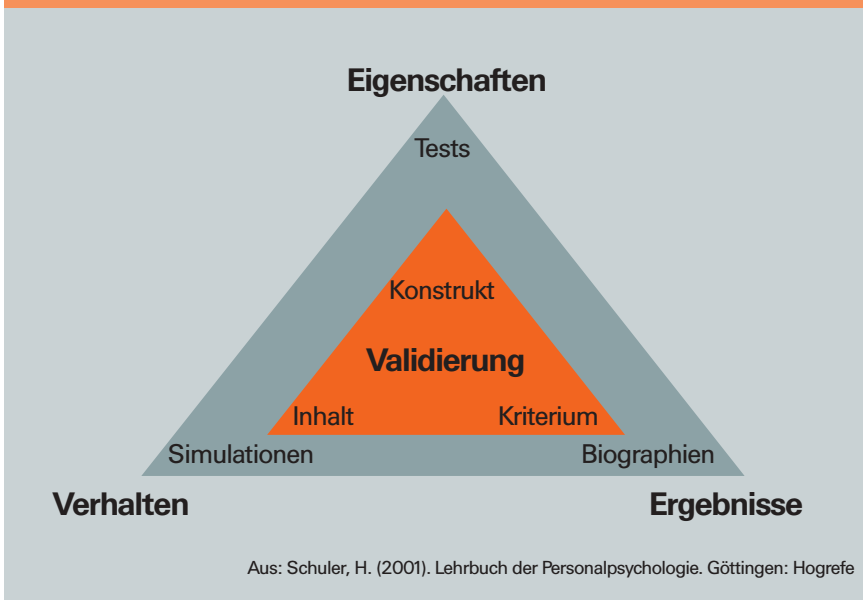 Eigenschaften
Tests
Konstrukt
Validierung
Inhalt Kriterium
Simulationen Biographien
Verhalten Ergebnisse
Aus: Schuler, H. (2001). Lehrbuch der Personalpsychologie. Göttingen: Hogrefe